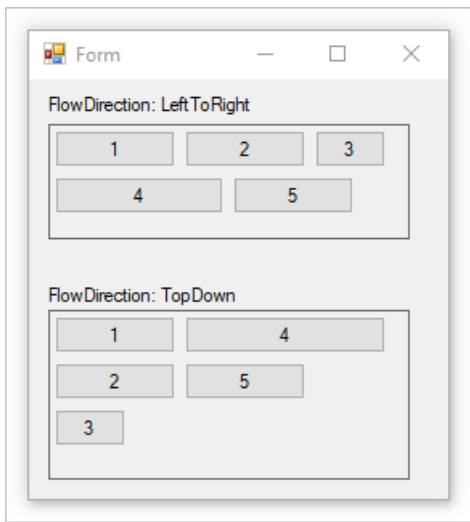 Form
FlowDirection: LeftToRight
1 2 3
4 5
FlowDirection: TopDown
1 4
2 5
3